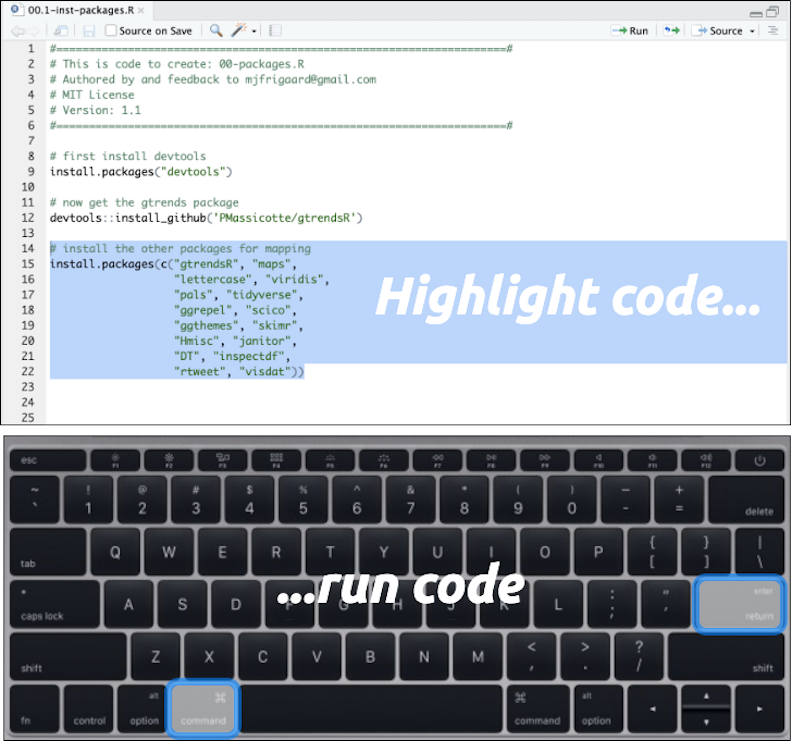 00.1-inst-packages.R
Source on Save
Run
Source
1 #=====================================================================#
2 # This is code to create: 00-packages.R
3 # Authored by and feedback to mjfrigaard@gmail.com
4 # MIT License
5 # Version: 1.1
6 #=====================================================================#
7
8 # first install devtools
9 install.packages("devtools")
10
11 # now get the gtrends package
12 devtools::install_github('PMassicotte/gtrendsR')
13
14 # install the other packages for mapping
15 install.packages(c("gtrendsR", "maps",
16 "lettercase", "viridis",
17 "pals", "tidyverse",
18 "ggrepel", "scico",
19 "ggthemes", "skimr",
20 "Hmisc", "janitor",
21 "DT", "inspectdf",
22 "rtweet", "visdat"))
23
24
25
Highlight code...
esc F1 F2 F3 F4 F5 F6 F7 F8 F9 F10 F11 F12
~ ! @ # $ % ^ & * ( ) – +
` 1 2 3 4 5 6 7 8 9 0 - = delete
tab Q W E R T Y U I O P { [ } ] | \
...run code
caps lock A S D F G H J K L : ; " ' enter return
shift Z X C V B N M < , > . ? / shift
fn control alt option ⌘ command ⌘ command alt option